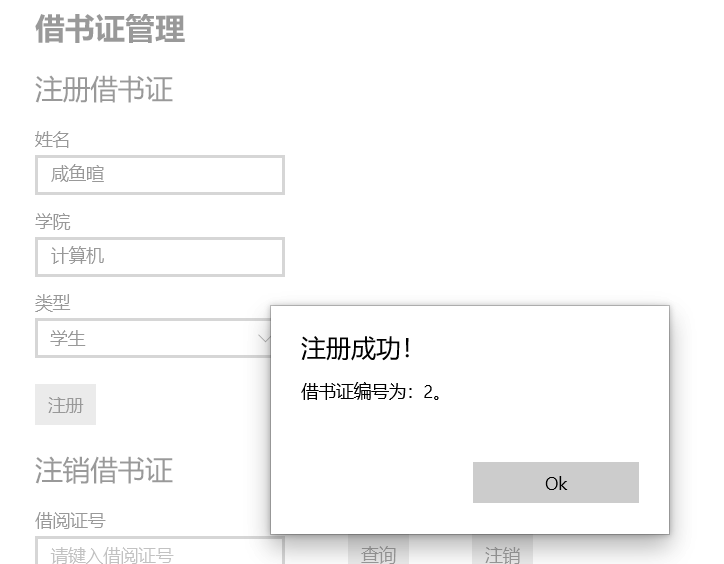 借书证管理
注册借书证
姓名
咸鱼暄
学院
计算机
类型
学生
注册
注册成功！
借书证编号为：2。
Ok
注销借书证
借阅证号
请键入借阅证号
查询
注销